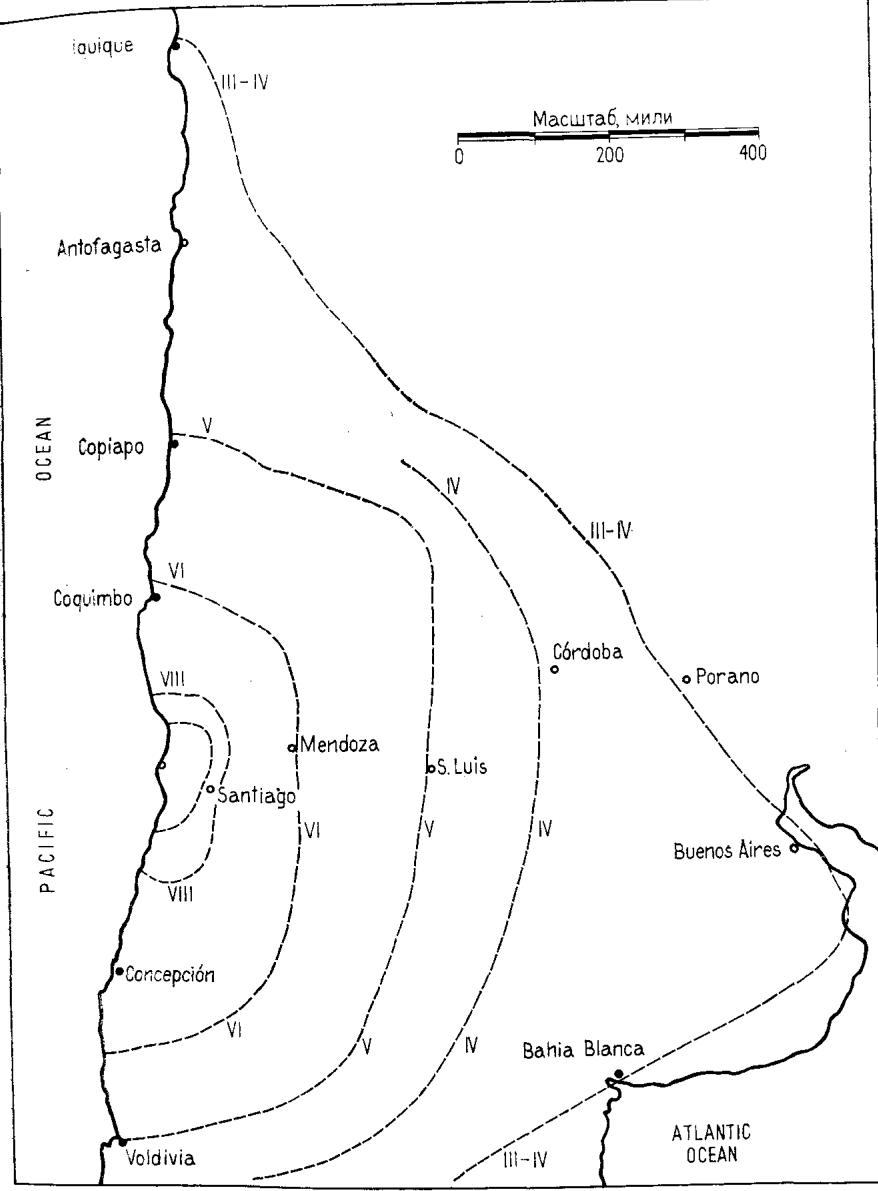 iquique
III-IV
Масштаб, мили
0 200 400
Antofagasta
OCEAN
V
Copiapo
IV
III-IV
VI
Coquimbo
Córdoba
VIII
Porano
Mendoza
S. Luis
Santiago
PACIFIC
VI
V
IV
Buenos Aires
VIII
Concepción
VI
V
IV
Bahia Blanca
Voldivia
III-IV
ATLANTIC
OCEAN